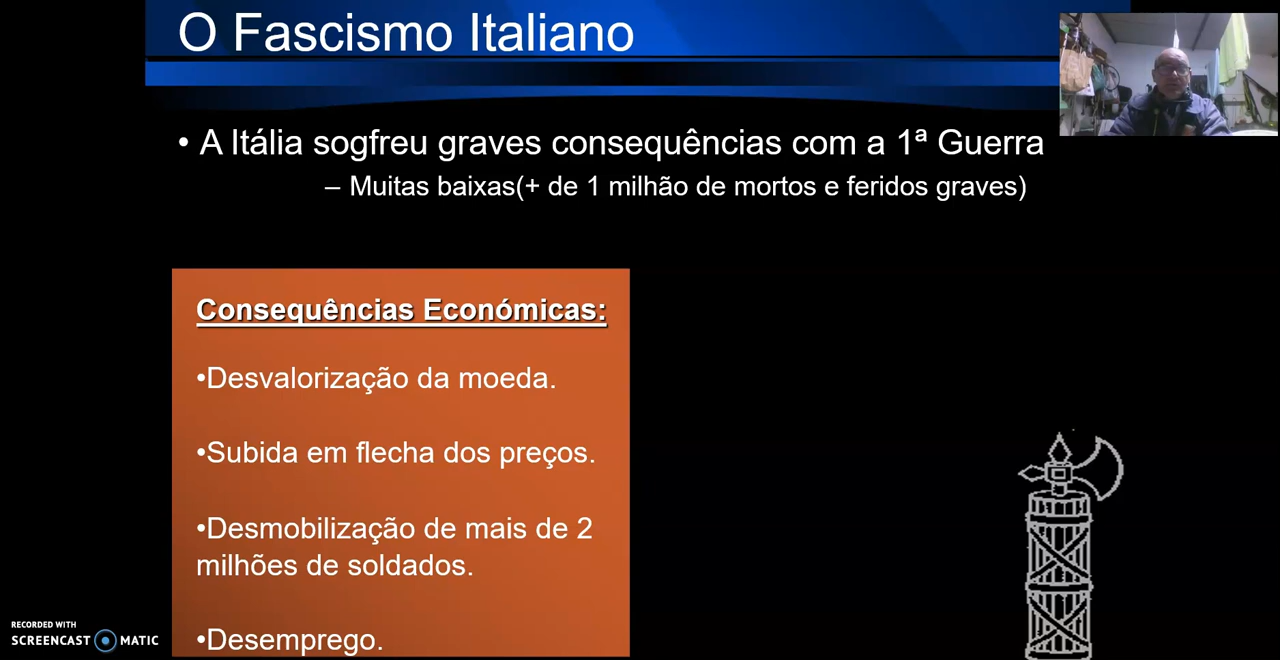 O Fascismo Italiano
• A Itália sogfreu graves consequências com a 1ª Guerra
– Muitas baixas(+ de 1 milhão de mortos e feridos graves)
Consequências Económicas:
•Desvalorização da moeda.
•Subida em flecha dos preços.
•Desmobilização de mais de 2
milhões de soldados.
•Desemprego.
RECORDED WITH
SCREENCAST MATIC